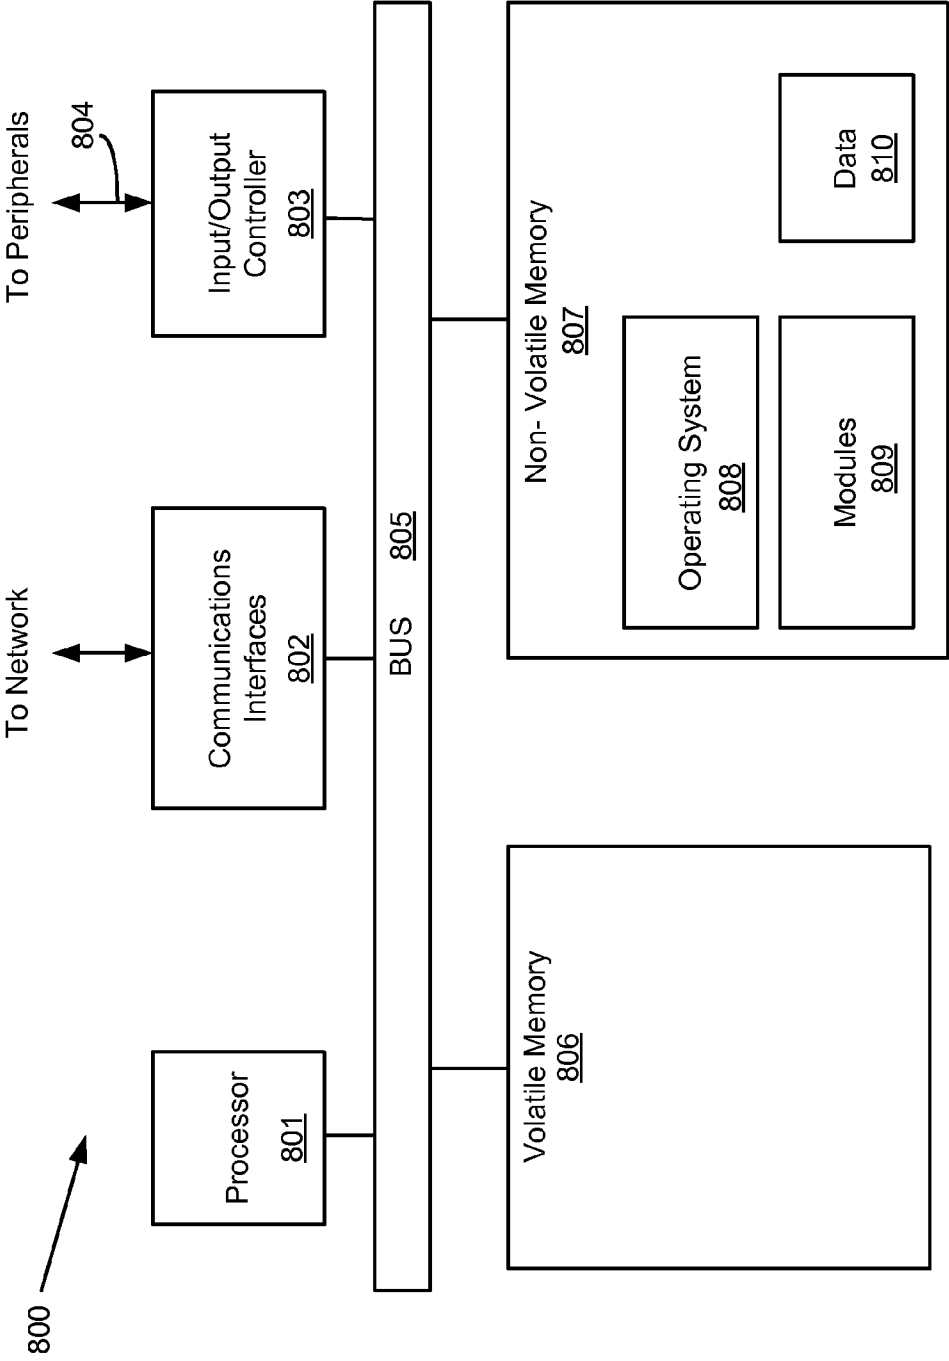 800
To Network
To Peripherals
804
Processor
801
Communications
Interfaces
802
Input/Output
Controller
803
BUS 805
Volatile Memory
806
Non- Volatile Memory
807
Operating System
808
Modules
809
Data
810